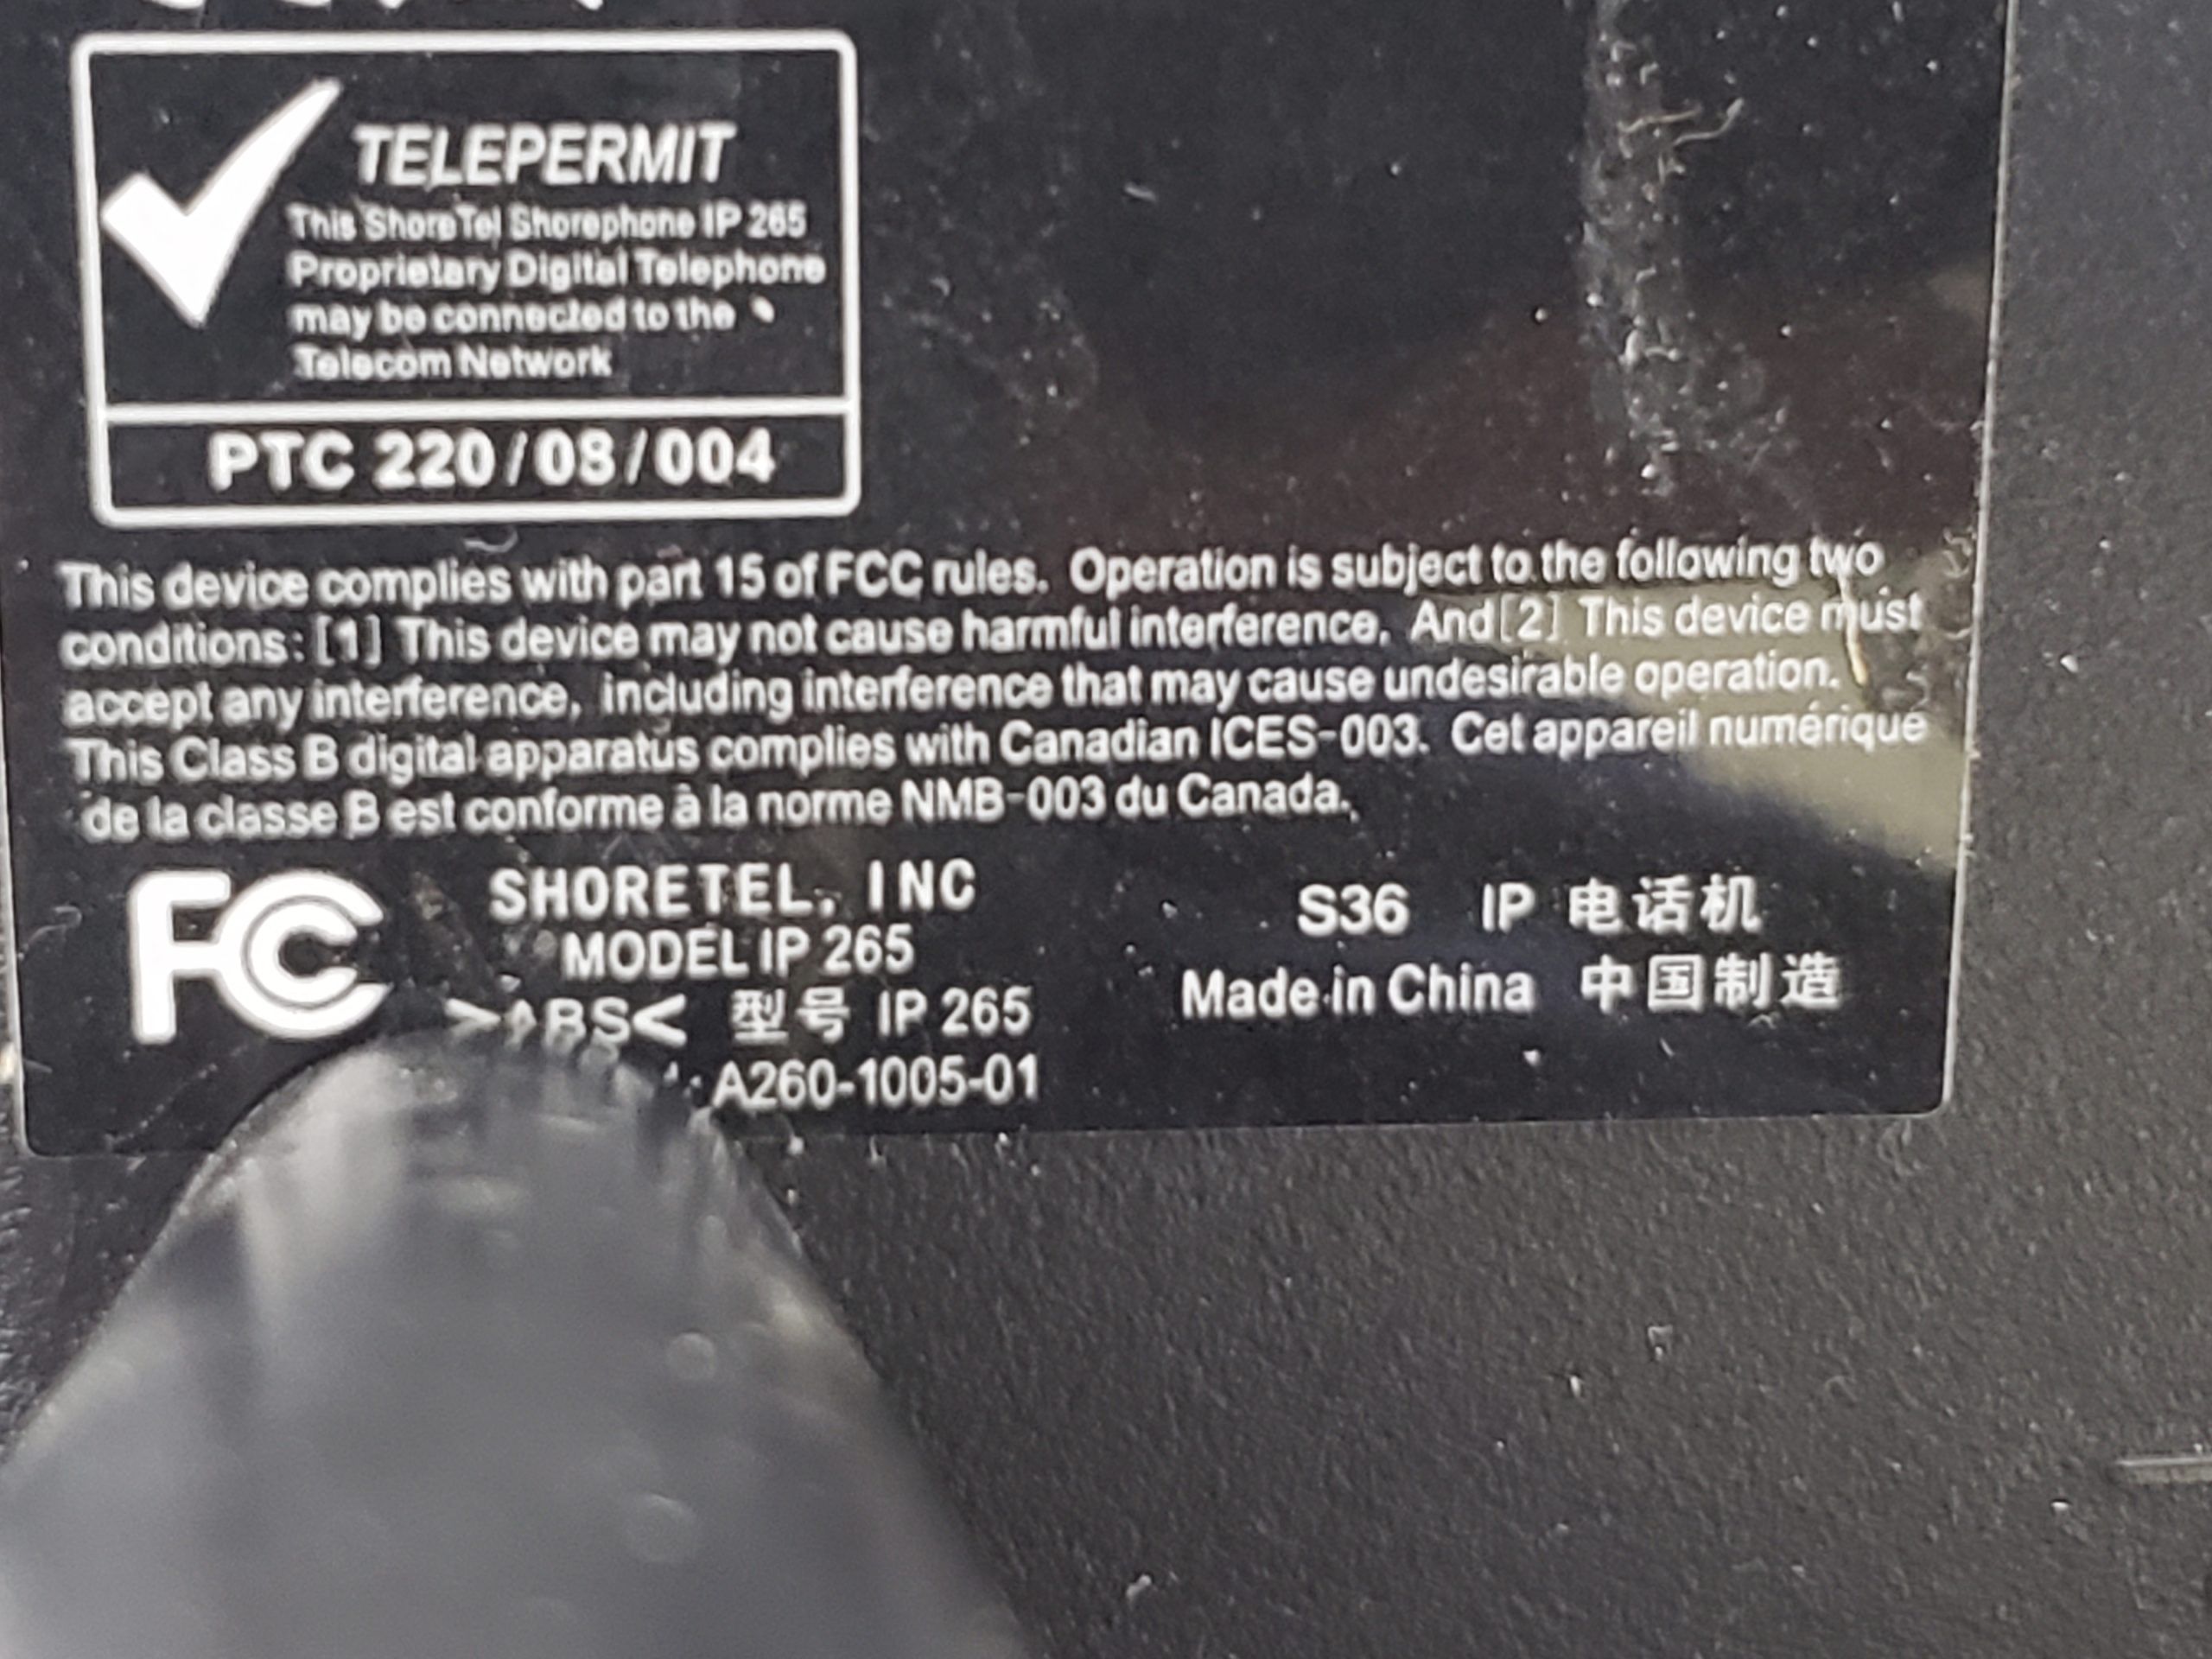 TELEPERMIT
This ShoreTel Shorephone IP 265
Proprietary Digital Telephone
may be connected to the
Telecom Network
PTC 220/08/004
This device complies with part 15 of FCC rules. Operation is subject to the following two
conditions: [1] This device may not cause harmful interference, And[2] This device must
accept any interference, including interference that may cause undesirable operation.
This Class B digital apparatus complies with Canadian ICES-003. Cet appareil numérique
de la classe B est conforme à la norme NMB-003 du Canada.
FC
SHORETEL, INC
MODEL IP 265
>ABS< 型号 IP 265
A260-1005-01
S36 IP 电话机
Made in China 中国制造